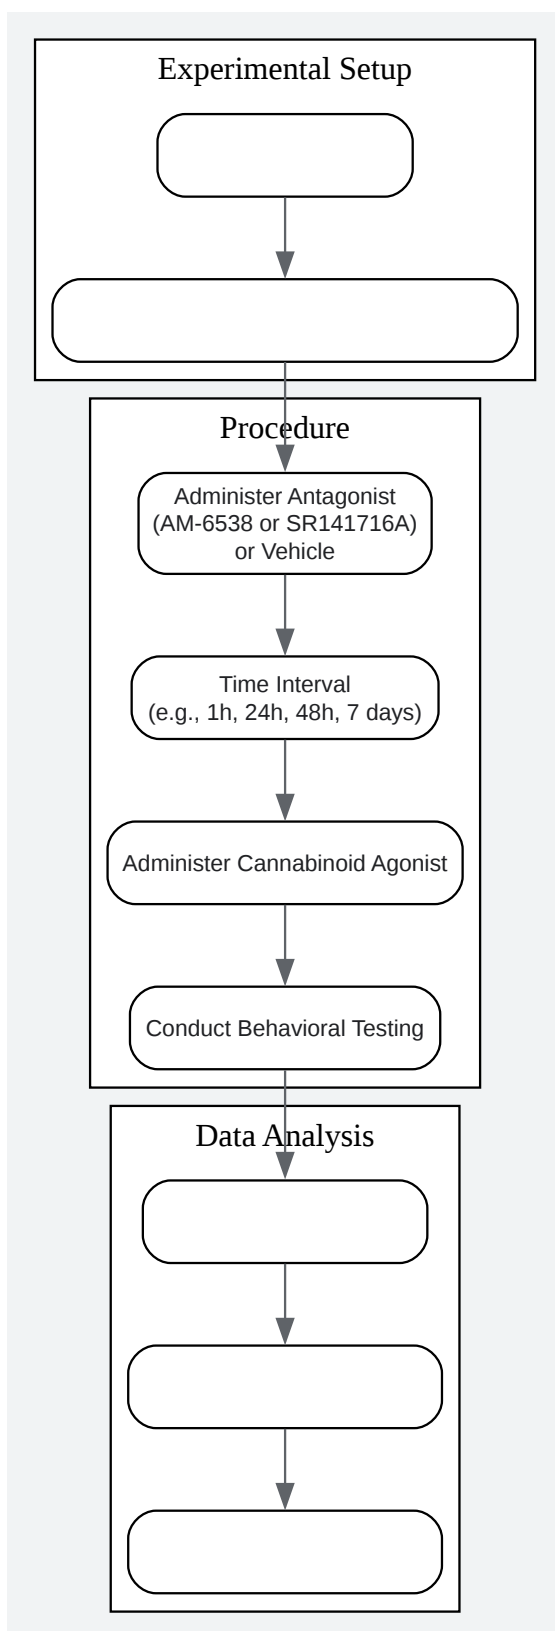 Experimental Setup
Procedure
Administer Antagonist
(AM-6538 or SR141716A)
or Vehicle
Time Interval
(e.g., 1h, 24h, 48h, 7 days)
Administer Cannabinoid Agonist
Conduct Behavioral Testing
Data Analysis